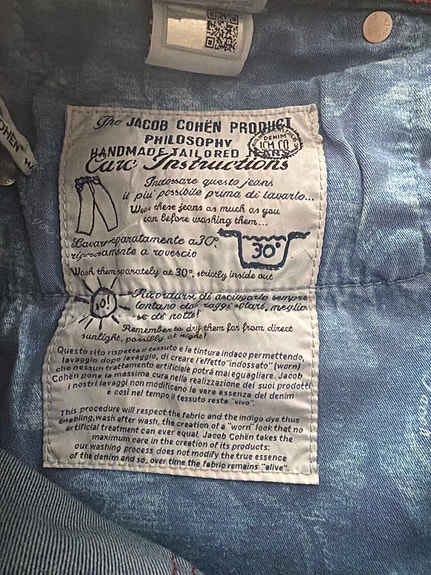 The JACOB COHËN PRODUCT
PHILOSOPHY
HANDMADE TAILORED JEANS
DENIM
Care Instructions
Indossare questo jeans
il più possibile prima di lavarlo...
Wear these jeans as much as you
can before washing them...
Lavar separatamente a 30°
rigorosamente a rovescio
30°
Wash them separately at 30°, strictly inside out
NO!
Ricordarsi di asciugarlo sempre
lontano dai raggi solari, meglio
se di notte!
Remember to dry them far from direct
sunlight, possibly at night!
Questo rito rispetta il tessuto e la tintura indaco permettendo,
lavaggio dopo lavaggio, di creare l'effetto "indossato" (worn)
che nessun trattamento artificiale potrà mai eguagliare. Jacob
Cohën pone la massima cura nella realizzazione dei suoi prodotti
i nostri lavaggi non modificano la vera essenza del denim
e così nel tempo il tessuto resta "vivo".
This procedure will respect the fabric and the indigo dye thus
enabling, wash after wash, the creation of a "worn" look that no
artificial treatment can ever equal. Jacob Cohën takes the
maximum care in the creation of its products:
our washing process does not modify the true essence
of the denim and so, over time the fabric remains "alive".